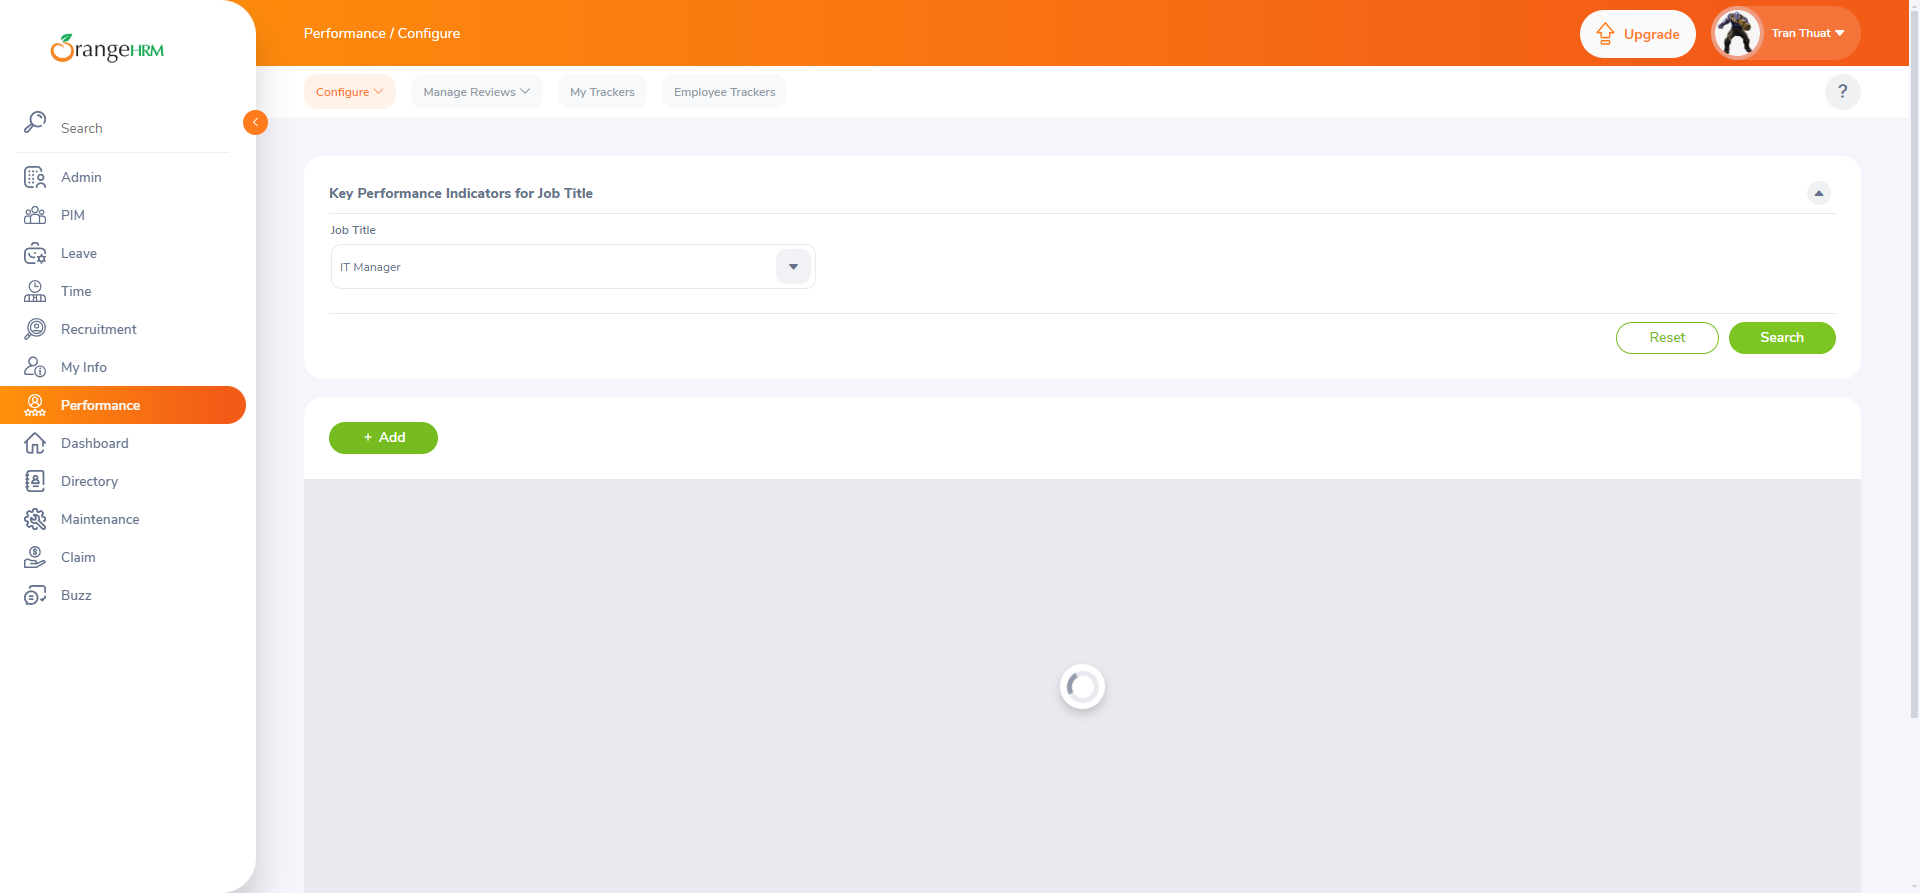 OrangeHRM
Performance / Configure
Upgrade
Tran Thuat
Configure
Manage Reviews
My Trackers
Employee Trackers
?
Search
Admin
PIM
Leave
Time
Recruitment
My Info
Performance
Dashboard
Directory
Maintenance
Claim
Buzz
Key Performance Indicators for Job Title
Job Title
IT Manager
Reset
Search
+ Add